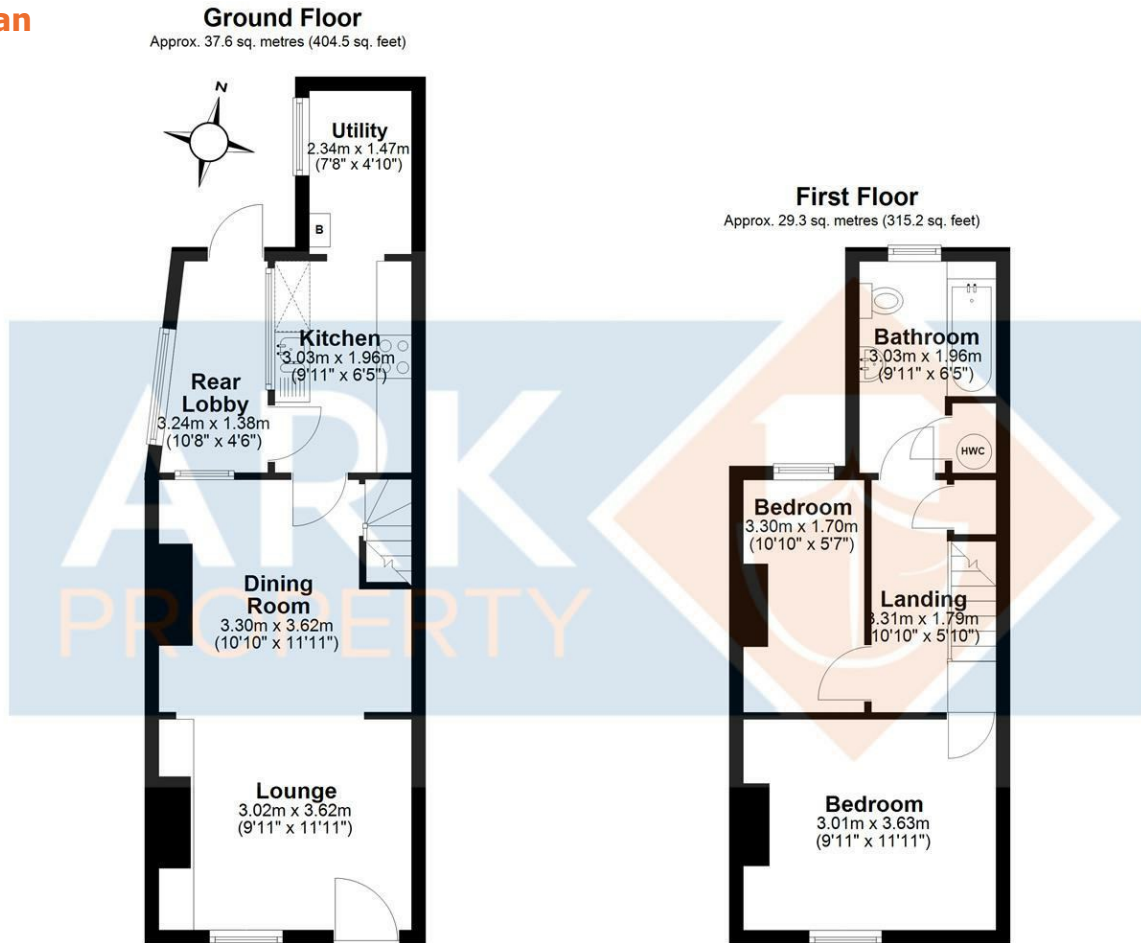 an
Ground Floor
Approx. 37.6 sq. metres (404.5 sq. feet)
N
Utility
2.34m x 1.47m
(7'8" x 4'10")
B
Kitchen
3.03m x 1.96m
(9'11" x 6'5")
Rear
Lobby
3.24m x 1.38m
(10'8" x 4'6")
Dining
Room
3.30m x 3.62m
(10'10" x 11'11")
Lounge
3.02m x 3.62m
(9'11" x 11'11")
First Floor
Approx. 29.3 sq. metres (315.2 sq. feet)
Bathroom
3.03m x 1.96m
(9'11" x 6'5")
HWC
Bedroom
3.30m x 1.70m
(10'10" x 5'7")
Landing
3.31m x 1.79m
(10'10" x 5'10")
Bedroom
3.01m x 3.63m
(9'11" x 11'11")
ARK
PROPERTY